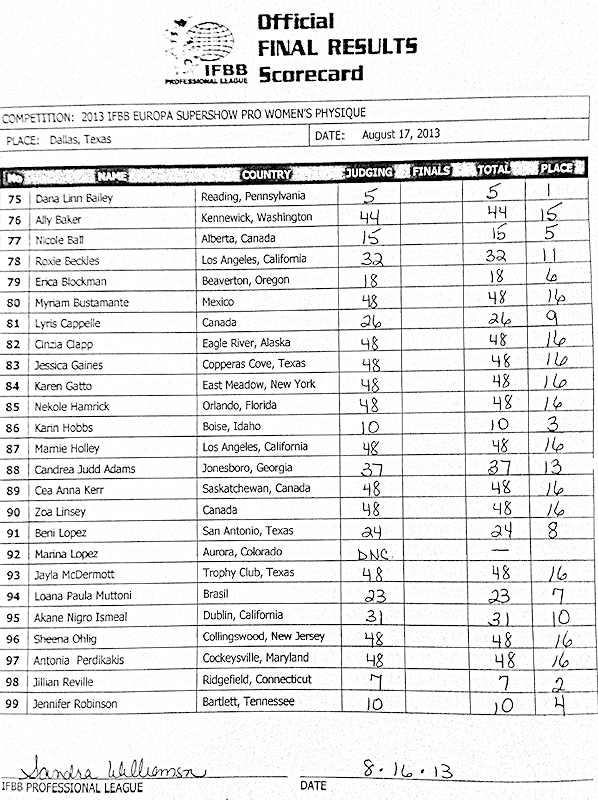 Official
FINAL RESULTS
Scorecard
IFBB
PROFESSIONAL LEAGUE
COMPETITION: 2013 IFBB EUROPA SUPERSHOW PRO WOMEN'S PHYSIQUE
PLACE: Dallas, Texas DATE: August 17, 2013
No NAME COUNTRY JUDGING FINALS TOTAL PLACE
75 Dana Linn Bailey Reading, Pennsylvania 5 5 1
76 Ally Baker Kennewick, Washington 44 44 15
77 Nicole Ball Alberta, Canada 15 15 5
78 Roxie Beckles Los Angeles, California 32 32 11
79 Erica Blockman Beaverton, Oregon 18 18 6
80 Myriam Bustamante Mexico 48 48 16
81 Lyris Cappelle Canada 26 26 9
82 Cinzia Clapp Eagle River, Alaska 48 48 16
83 Jessica Gaines Copperas Cove, Texas 48 48 16
84 Karen Gatto East Meadow, New York 48 48 16
85 Nekole Hamrick Orlando, Florida 48 48 16
86 Karin Hobbs Boise, Idaho 10 10 3
87 Mamie Holley Los Angeles, California 48 48 16
88 Candrea Judd Adams Jonesboro, Georgia 37 37 13
89 Cea Anna Kerr Saskatchewan, Canada 48 48 16
90 Zoa Linsey Canada 48 48 16
91 Beni Lopez San Antonio, Texas 24 24 8
92 Marina Lopez Aurora, Colorado DNC. —
93 Jayla McDermott Trophy Club, Texas 48 48 16
94 Loana Paula Muttoni Brasil 23 23 7
95 Akane Nigro Ismeal Dublin, California 31 31 10
96 Sheena Ohlig Collingswood, New Jersey 48 48 16
97 Antonia Perdikakis Cockeysville, Maryland 48 48 16
98 Jillian Reville Ridgefield, Connecticut 7 7 2
99 Jennifer Robinson Bartlett, Tennessee 10 10 4
Sandra Williamson 8·16·13
IFBB PROFESSIONAL LEAGUE DATE